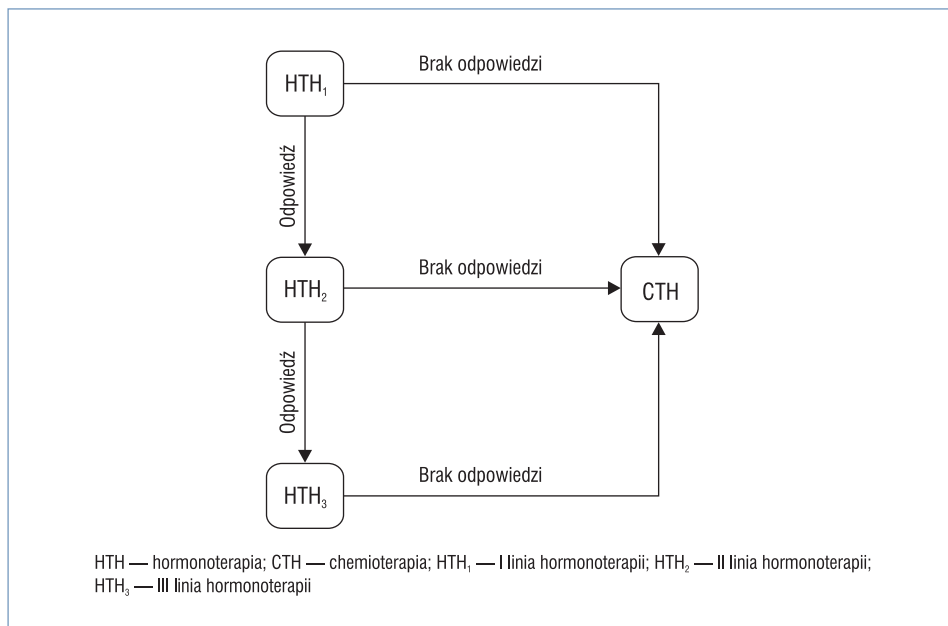 Brak odpowiedzi
HTH₁
Odpowiedź
Brak odpowiedzi
HTH₂
CTH
Odpowiedź
Brak odpowiedzi
HTH₃
HTH — hormonoterapia; CTH — chemioterapia; HTH₁ — I linia hormonoterapii; HTH₂ — II linia hormonoterapii;
HTH₃ — III linia hormonoterapii